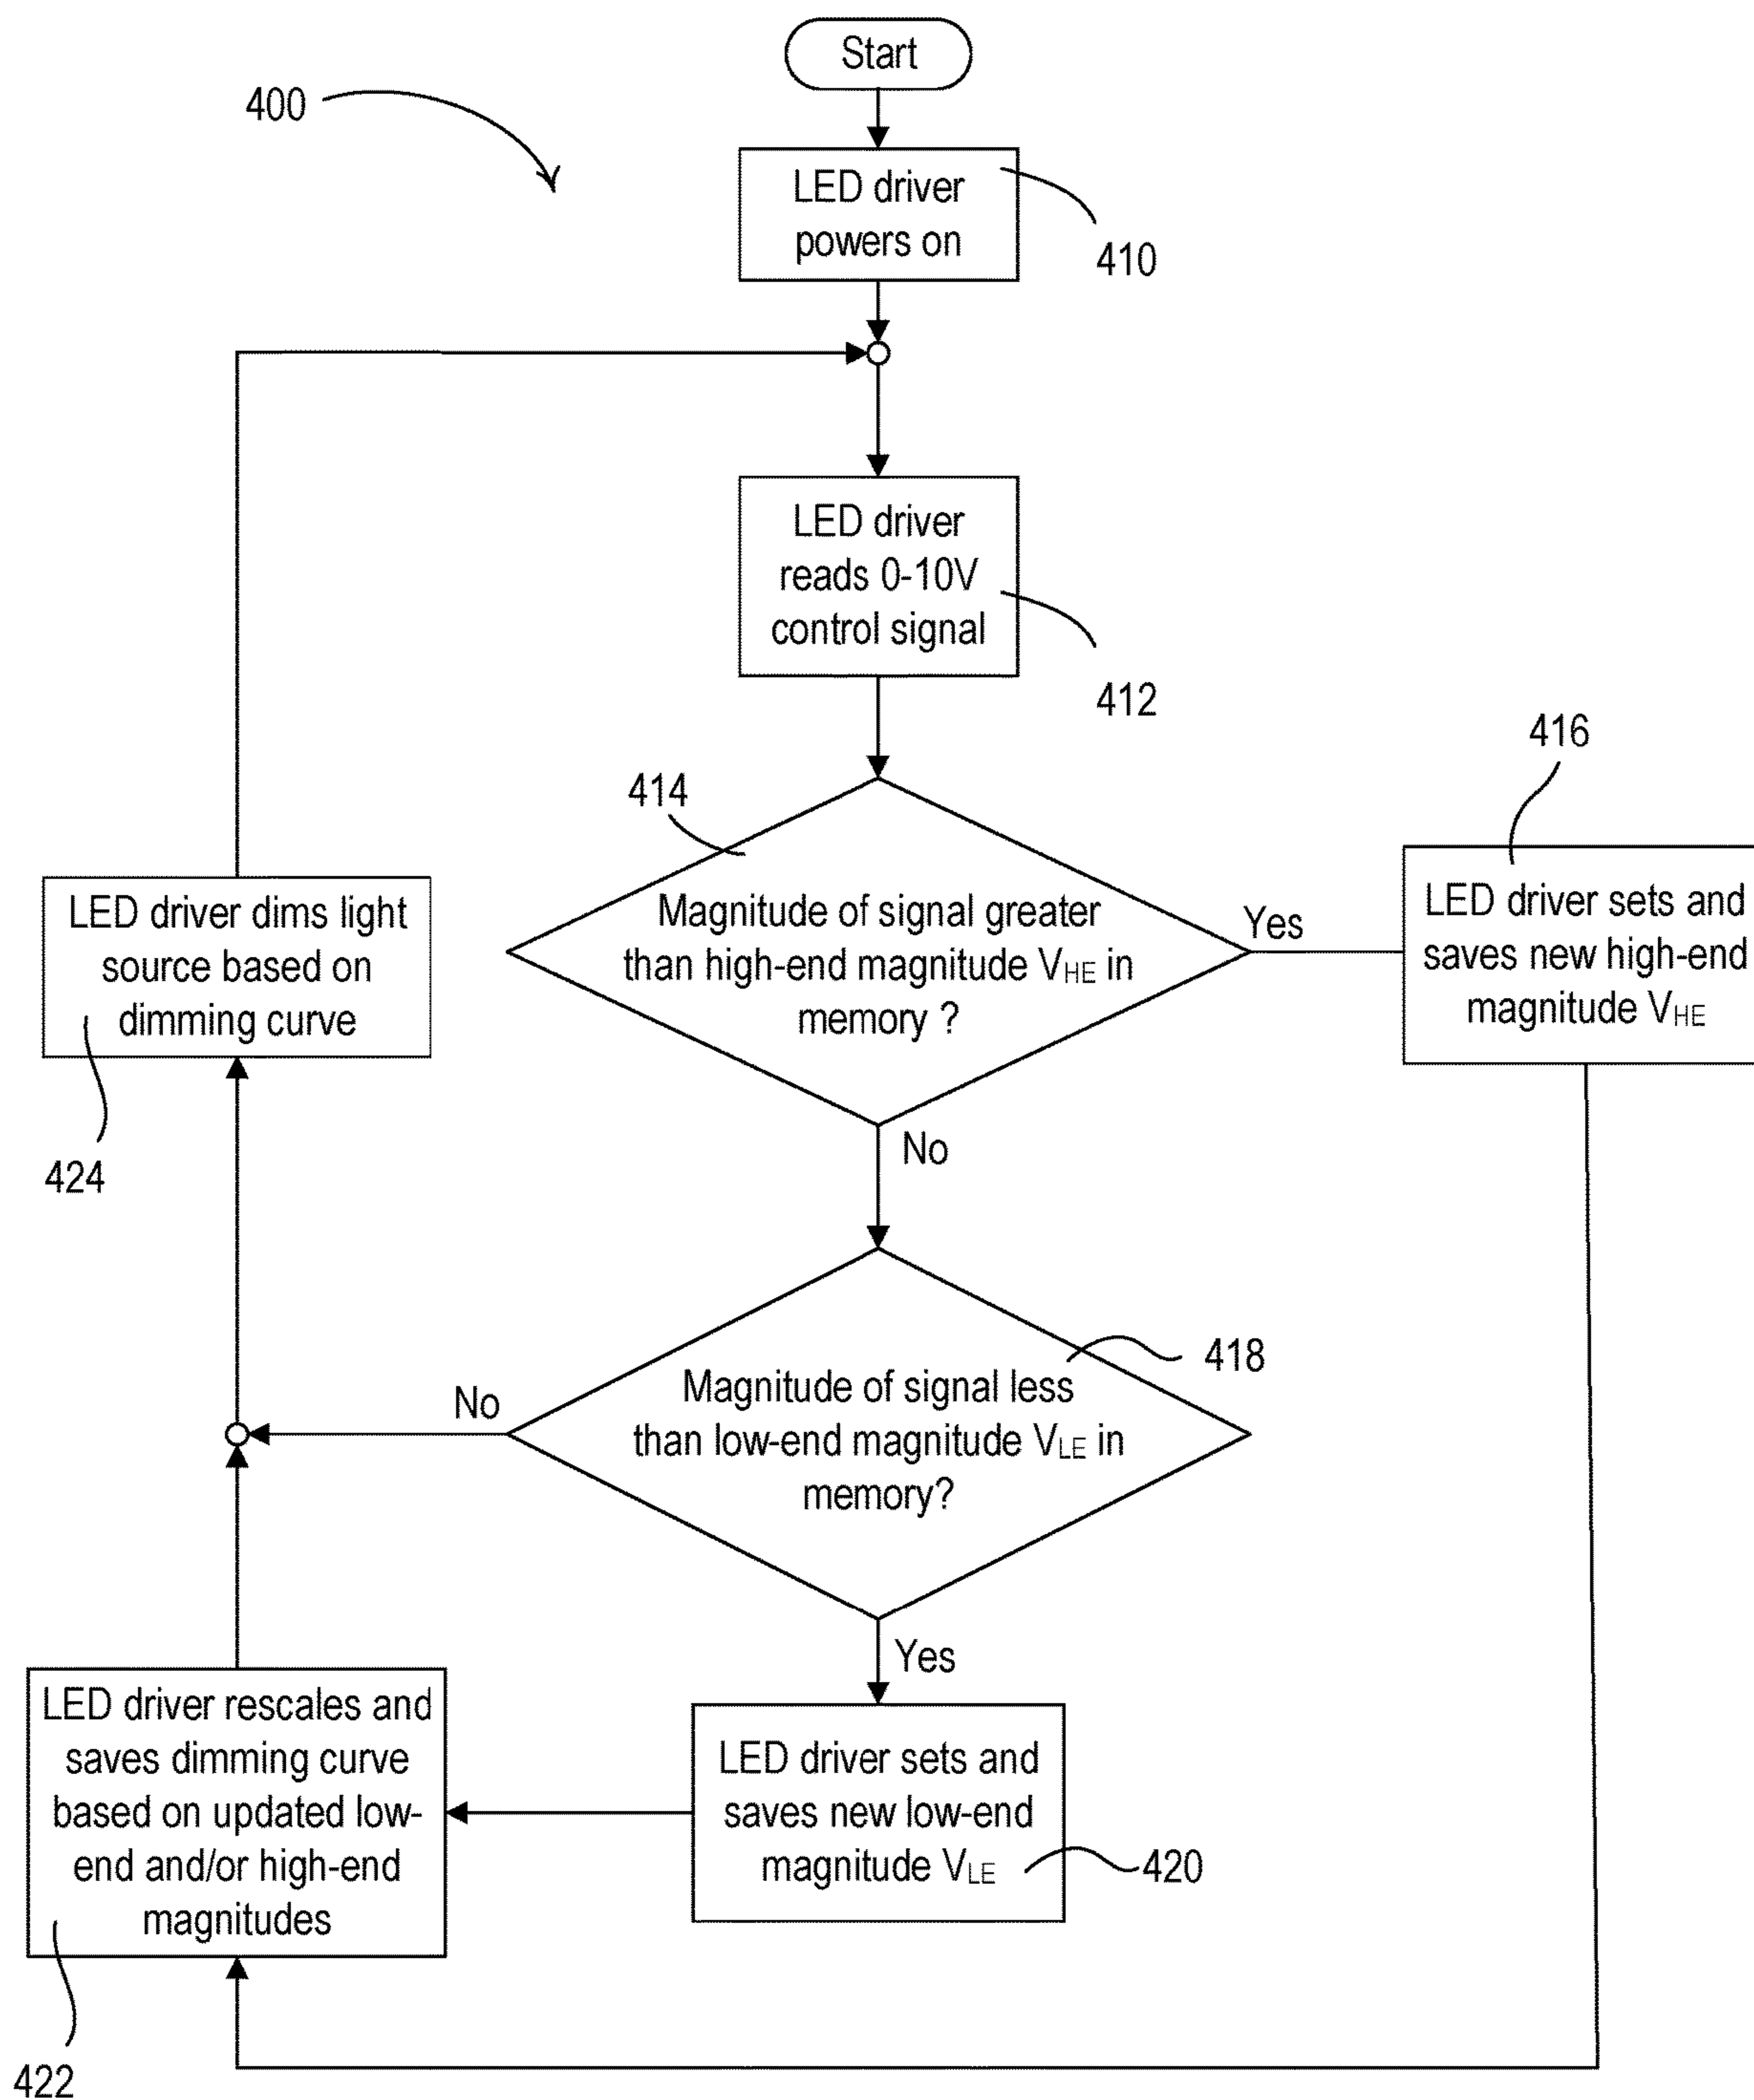 Start
400
LED driver
powers on
410
LED driver
reads 0-10V
control signal
412
414
416
Magnitude of signal greater
than high-end magnitude VHE in
memory ?
Yes
LED driver sets and
saves new high-end
magnitude VHE
LED driver dims light
source based on
dimming curve
424
No
418
Magnitude of signal less
than low-end magnitude VLE in
memory?
No
Yes
LED driver rescales and
saves dimming curve
based on updated low-
end and/or high-end
magnitudes
422
LED driver sets and
saves new low-end
magnitude VLE
420